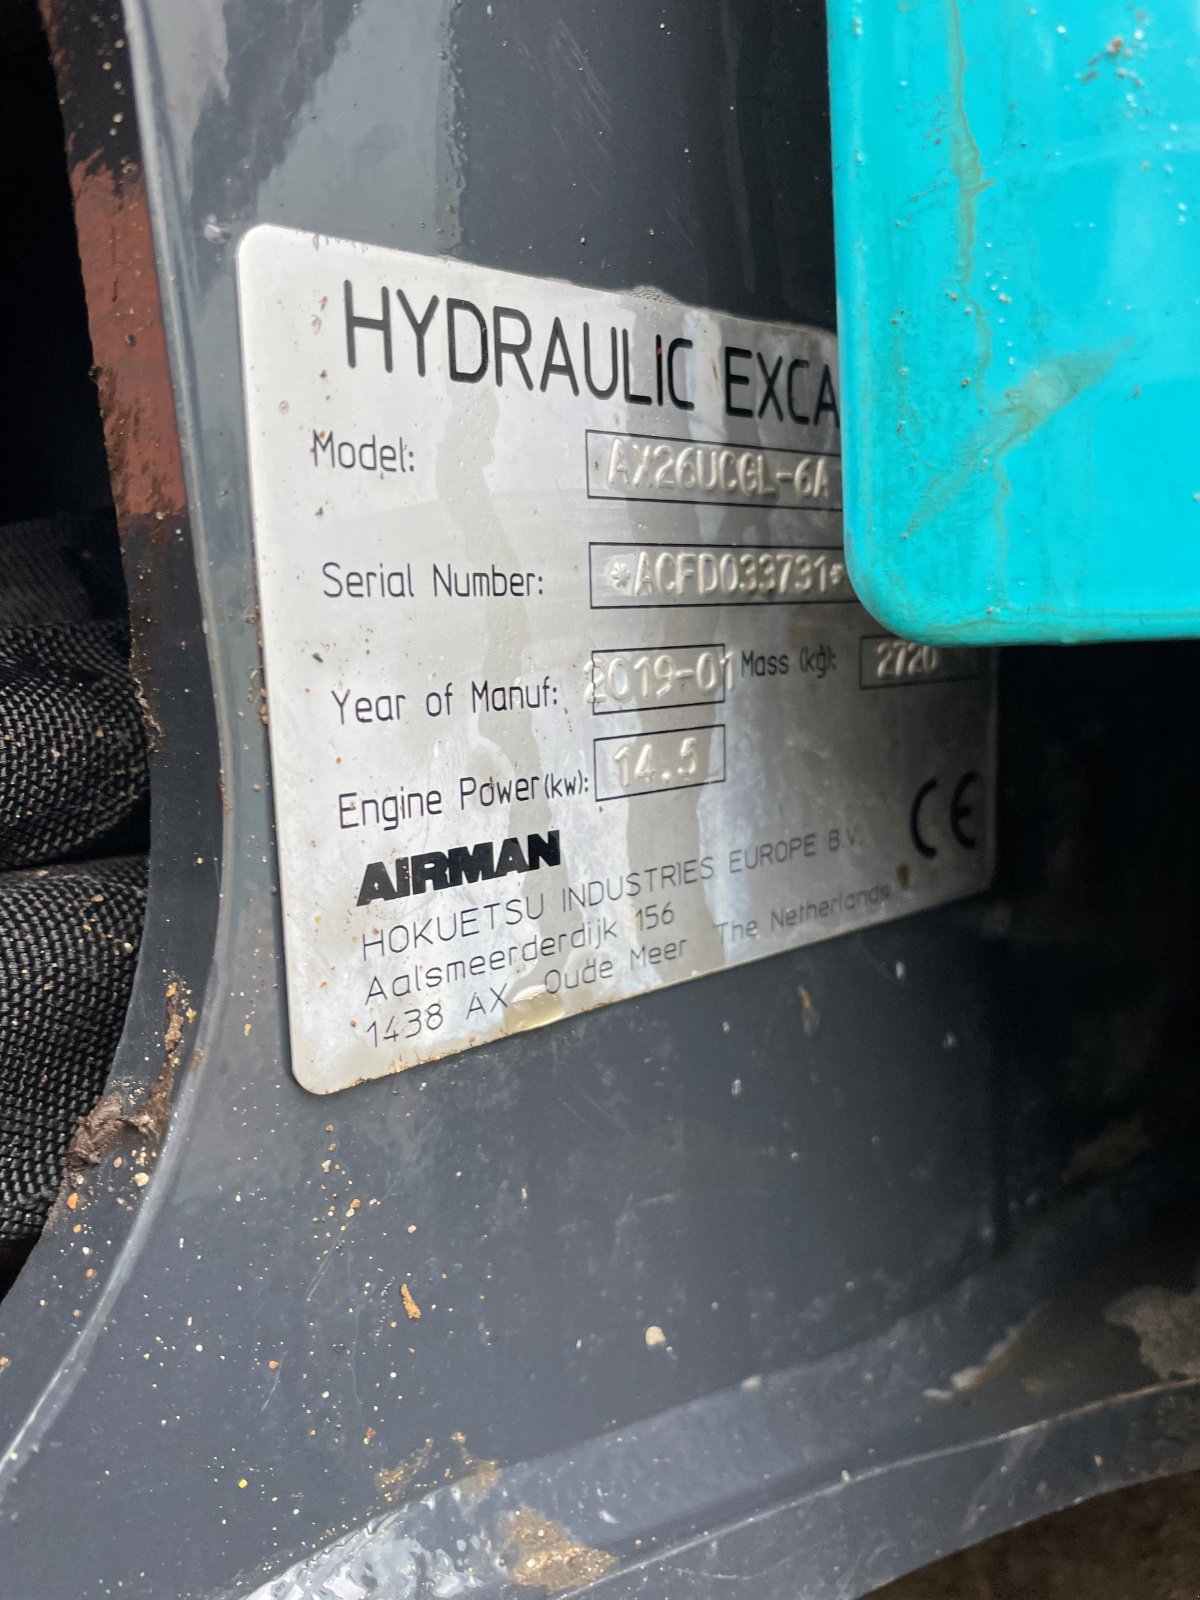 HYDRAULIC EXCA
Model: AX26UCGL-6A
Serial Number: *ACFD033731*
Year of Manuf: 2019-01 Mass (kg): 2720
Engine Power(kw): 14.5
AIRMAN
HOKUETSU INDUSTRIES EUROPE B.V.
Aalsmeerderdijk 156
1438 AX Oude Meer The Netherlands
CE